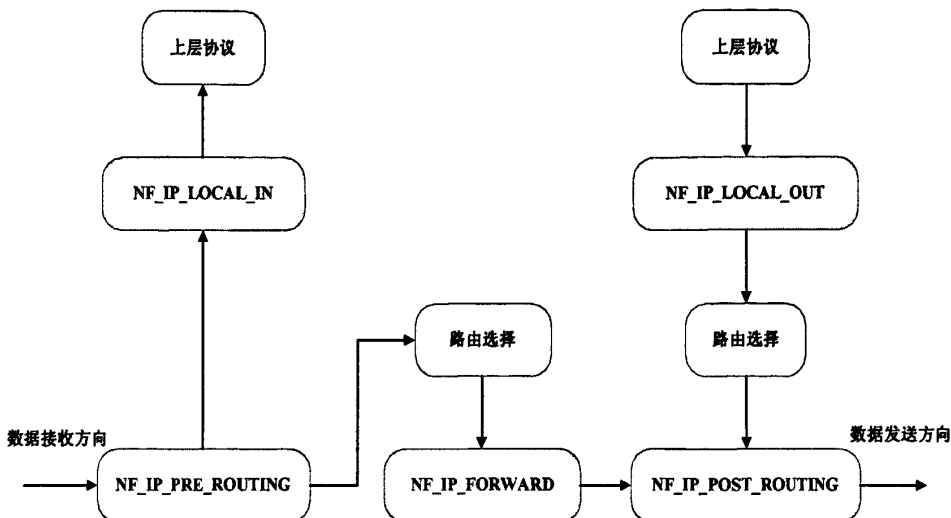 上层协议
上层协议
NF_IP_LOCAL_IN
NF_IP_LOCAL_OUT
路由选择
路由选择
数据接收方向
数据发送方向
NF_IP_PRE_ROUTING
NF_IP_FORWARD
NF_IP_POST_ROUTING